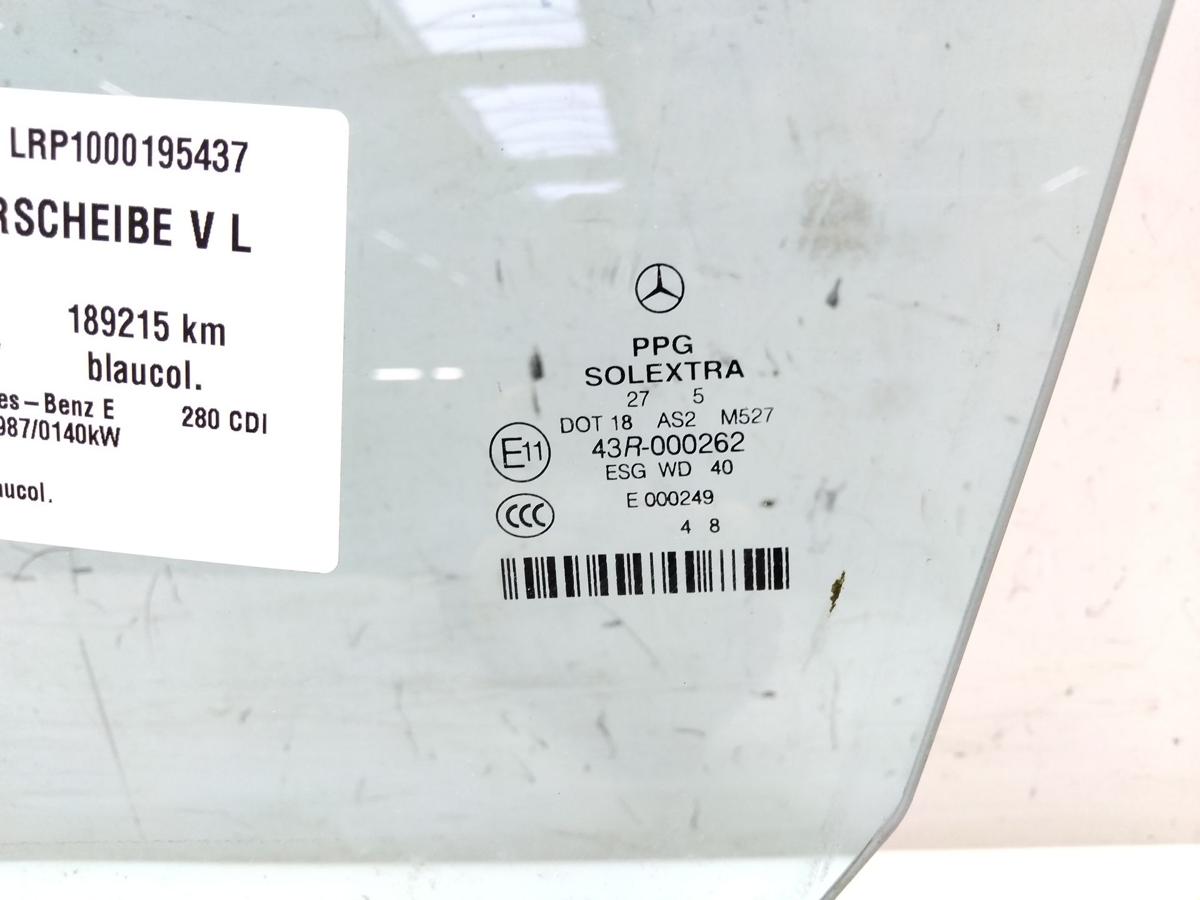 LRP1000195437
RSCHEIBE V L
189215 km
blaucol.
es-Benz E 280 CDI
987/0140kW
aucol.
PPG
SOLEXTRA
27 5
DOT 18 AS2 M527
E11 43R-000262
ESG WD 40
CCC E 000249
4 8